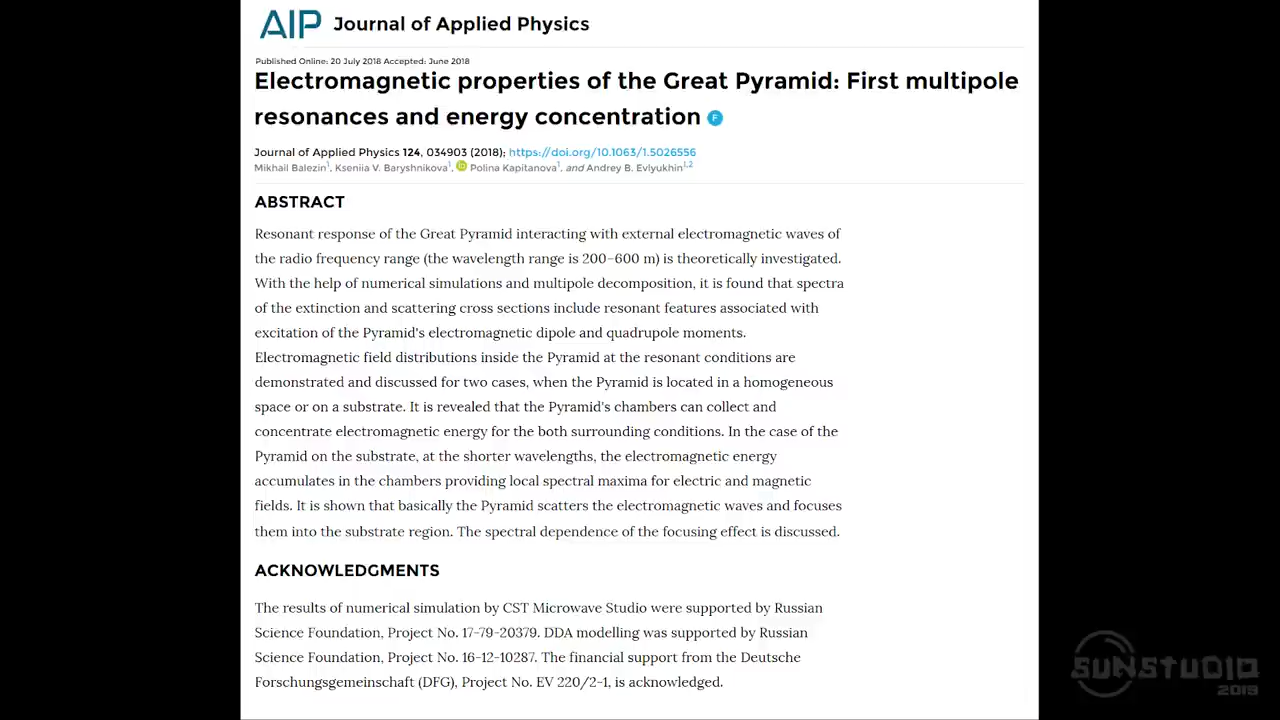 AIP Journal of Applied Physics
Published Online: 20 July 2018 Accepted: June 2018
Electromagnetic properties of the Great Pyramid: First multipole
resonances and energy concentration F
Journal of Applied Physics 124, 034903 (2018); https://doi.org/10.1063/1.5026556
Mikhail Balezin1, Kseniia V. Baryshnikova1, iD Polina Kapitanova1, and Andrey B. Evlyukhin1,2
ABSTRACT
Resonant response of the Great Pyramid interacting with external electromagnetic waves of
the radio frequency range (the wavelength range is 200–600 m) is theoretically investigated.
With the help of numerical simulations and multipole decomposition, it is found that spectra
of the extinction and scattering cross sections include resonant features associated with
excitation of the Pyramid's electromagnetic dipole and quadrupole moments.
Electromagnetic field distributions inside the Pyramid at the resonant conditions are
demonstrated and discussed for two cases, when the Pyramid is located in a homogeneous
space or on a substrate. It is revealed that the Pyramid's chambers can collect and
concentrate electromagnetic energy for the both surrounding conditions. In the case of the
Pyramid on the substrate, at the shorter wavelengths, the electromagnetic energy
accumulates in the chambers providing local spectral maxima for electric and magnetic
fields. It is shown that basically the Pyramid scatters the electromagnetic waves and focuses
them into the substrate region. The spectral dependence of the focusing effect is discussed.
ACKNOWLEDGMENTS
The results of numerical simulation by CST Microwave Studio were supported by Russian
Science Foundation, Project No. 17-79-20379. DDA modelling was supported by Russian
Science Foundation, Project No. 16-12-10287. The financial support from the Deutsche
Forschungsgemeinschaft (DFG), Project No. EV 220/2-1, is acknowledged.
SUNSTUDIO
2019